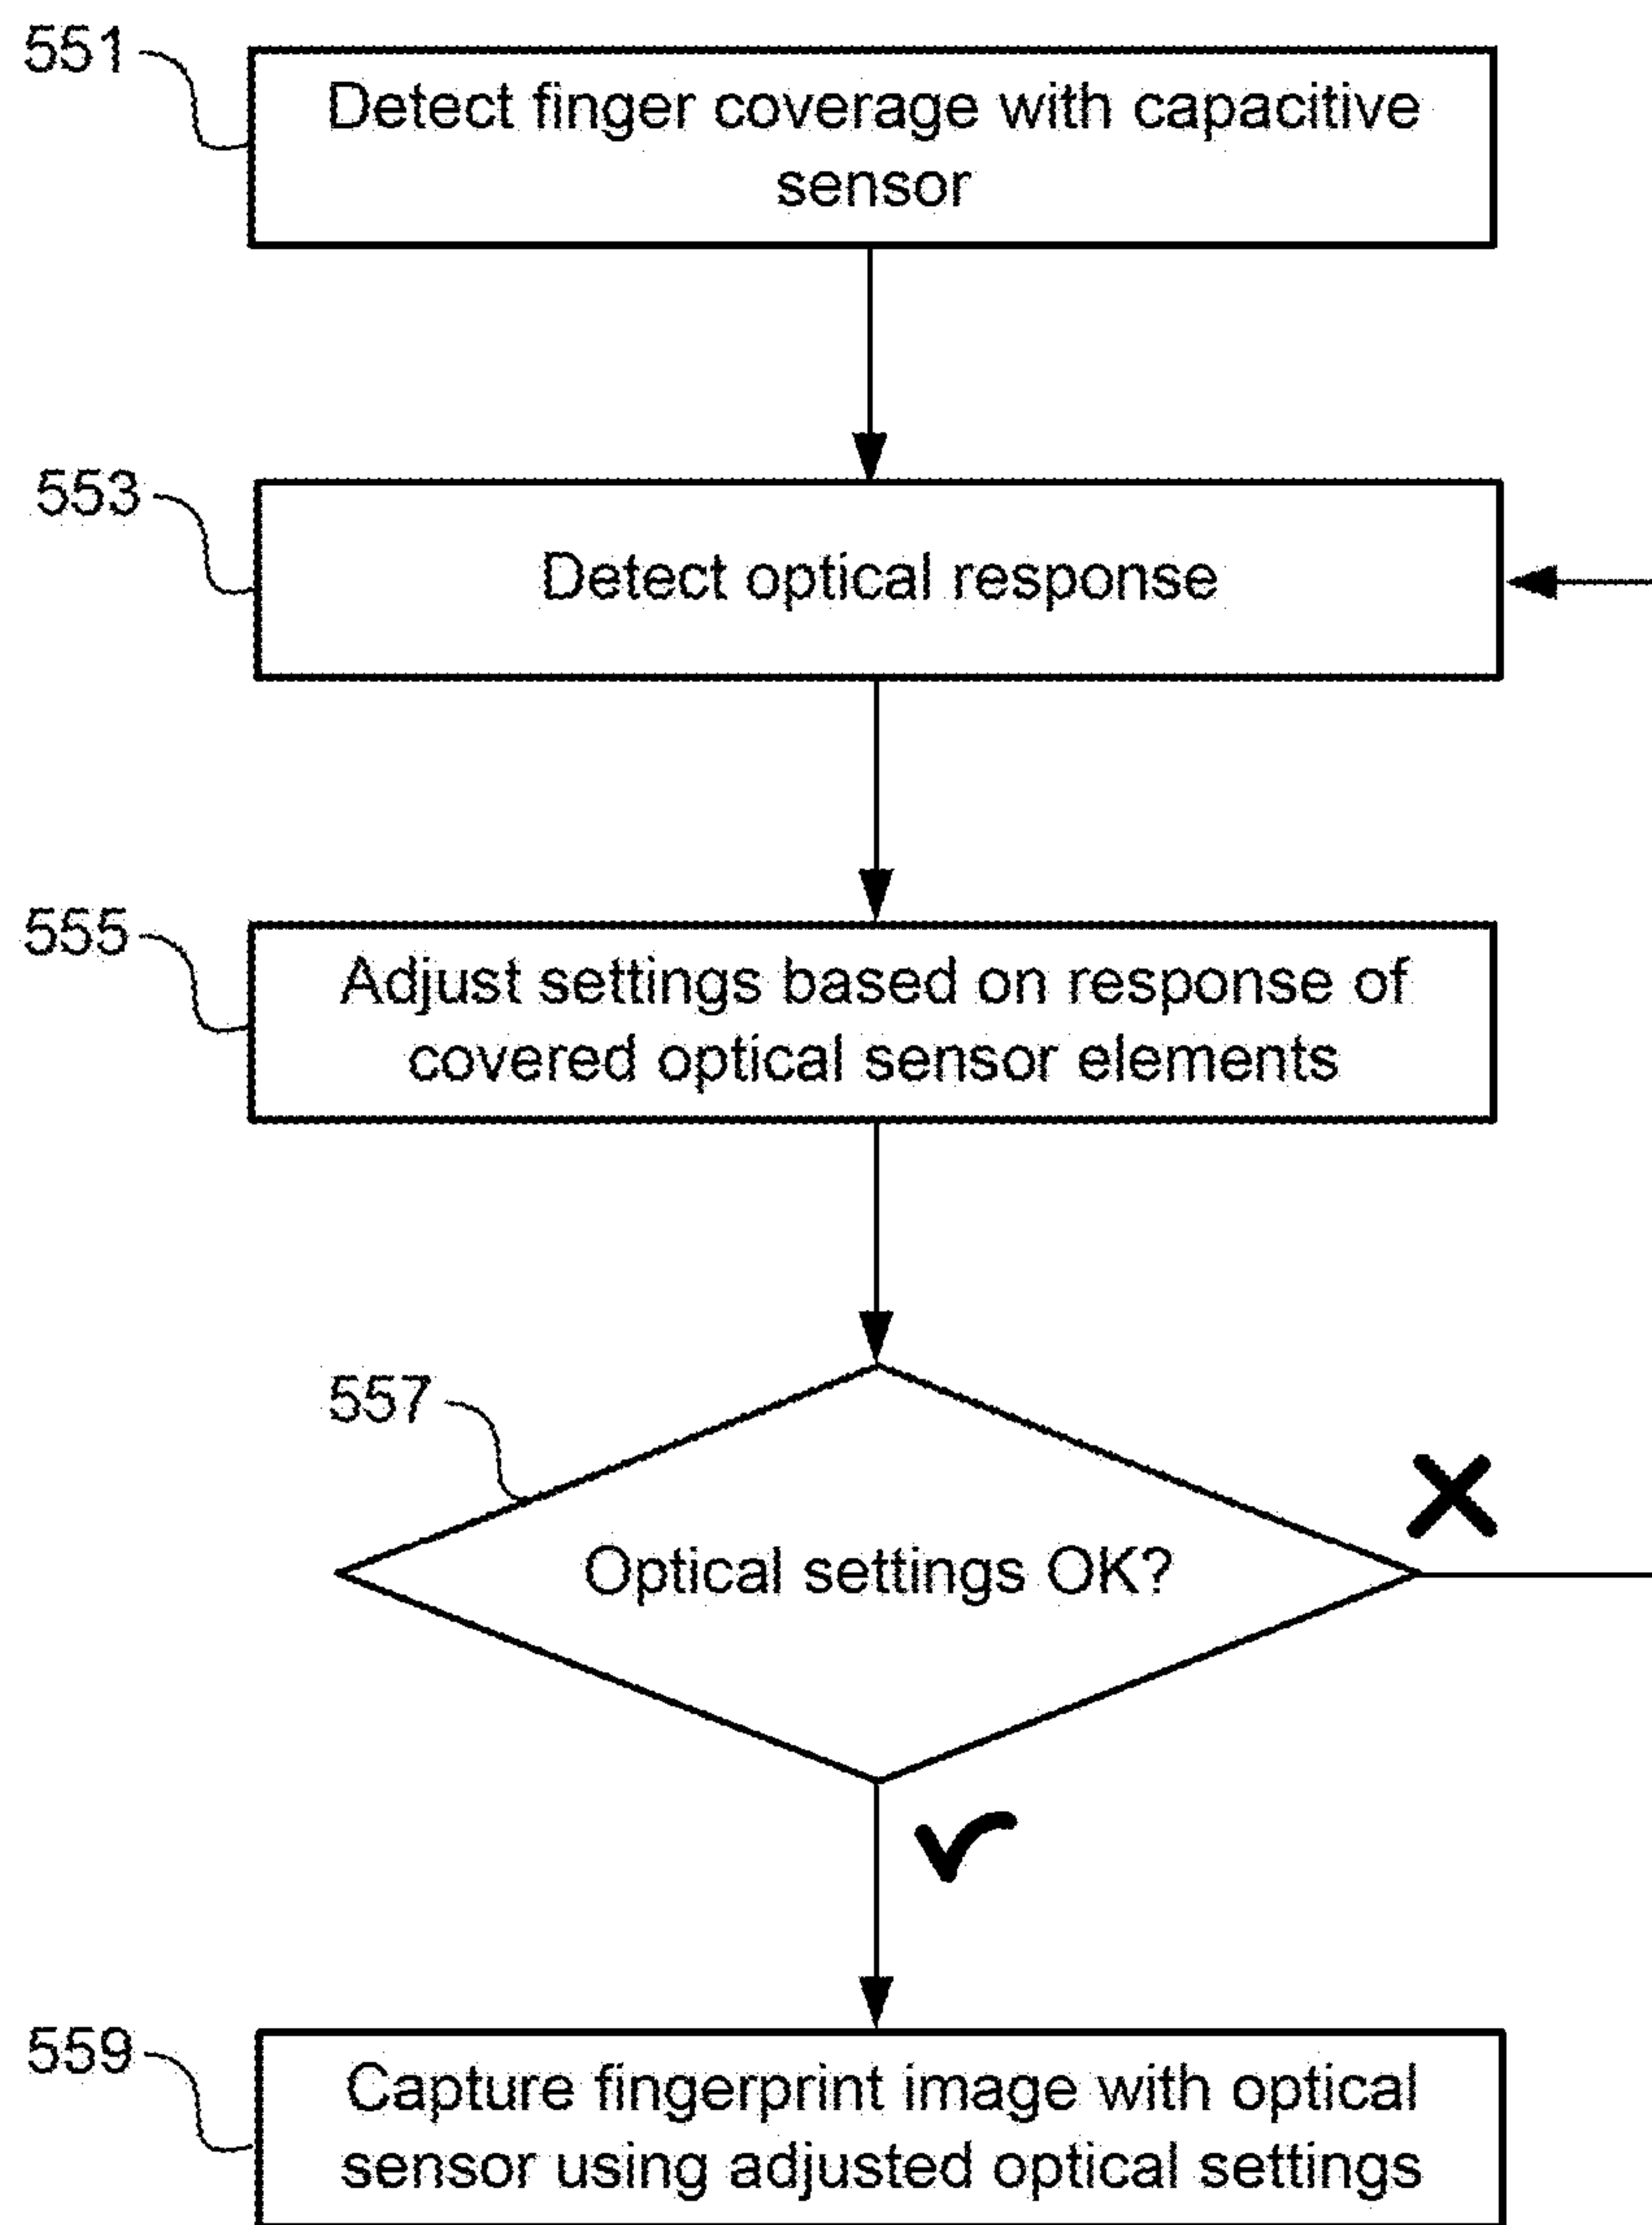 551
Detect finger coverage with capacitive
sensor
553
Detect optical response
555
Adjust settings based on response of
covered optical sensor elements
557
Optical settings OK?
559
Capture fingerprint image with optical
sensor using adjusted optical settings